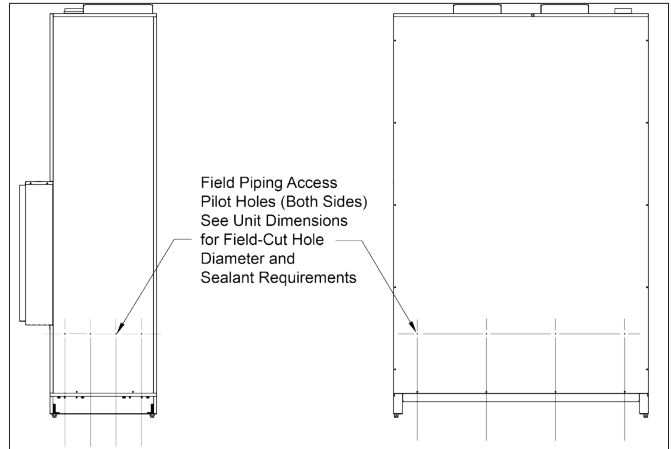 Field Piping Access
Pilot Holes (Both Sides)
See Unit Dimensions
for Field-Cut Hole
Diameter and
Sealant Requirements